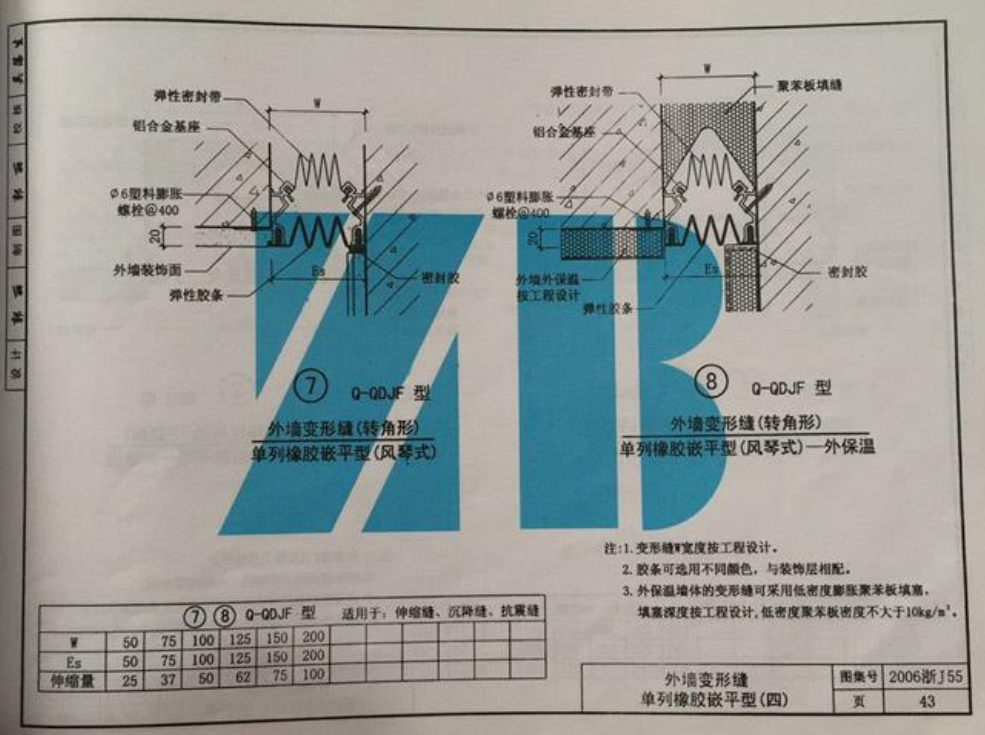 W
弹性密封带
铝合金基座
Ø6塑料膨胀
螺栓@400
20
外墙装饰面
Es
密封胶
弹性胶条
⑦ Q-QDJF 型
外墙变形缝(转角形)
单列橡胶嵌平型(风琴式)
W
弹性密封带
聚苯板填缝
铝合金基座
Ø6塑料膨胀
螺栓@400
20
外墙外保温
按工程设计
Es
密封胶
弹性胶条
⑧ Q-QDJF 型
外墙变形缝(转角形)
单列橡胶嵌平型(风琴式)—外保温
ZJB
注:1.变形缝W宽度按工程设计。
2.胶条可选用不同颜色，与装饰层相配。
3.外保温墙体的变形缝可采用低密度膨胀聚苯板填塞，
填塞深度按工程设计,低密度聚苯板密度不大于10kg/m³。
⑦ ⑧ Q-QDJF 型 适用于：伸缩缝、沉降缝、抗震缝
W 50 75 100 125 150 200
Es 50 75 100 125 150 200
伸缩量 25 37 50 62 75 100
外墙变形缝
单列橡胶嵌平型(四)
图集号 2006浙J55
页 43
校核
制图
设计